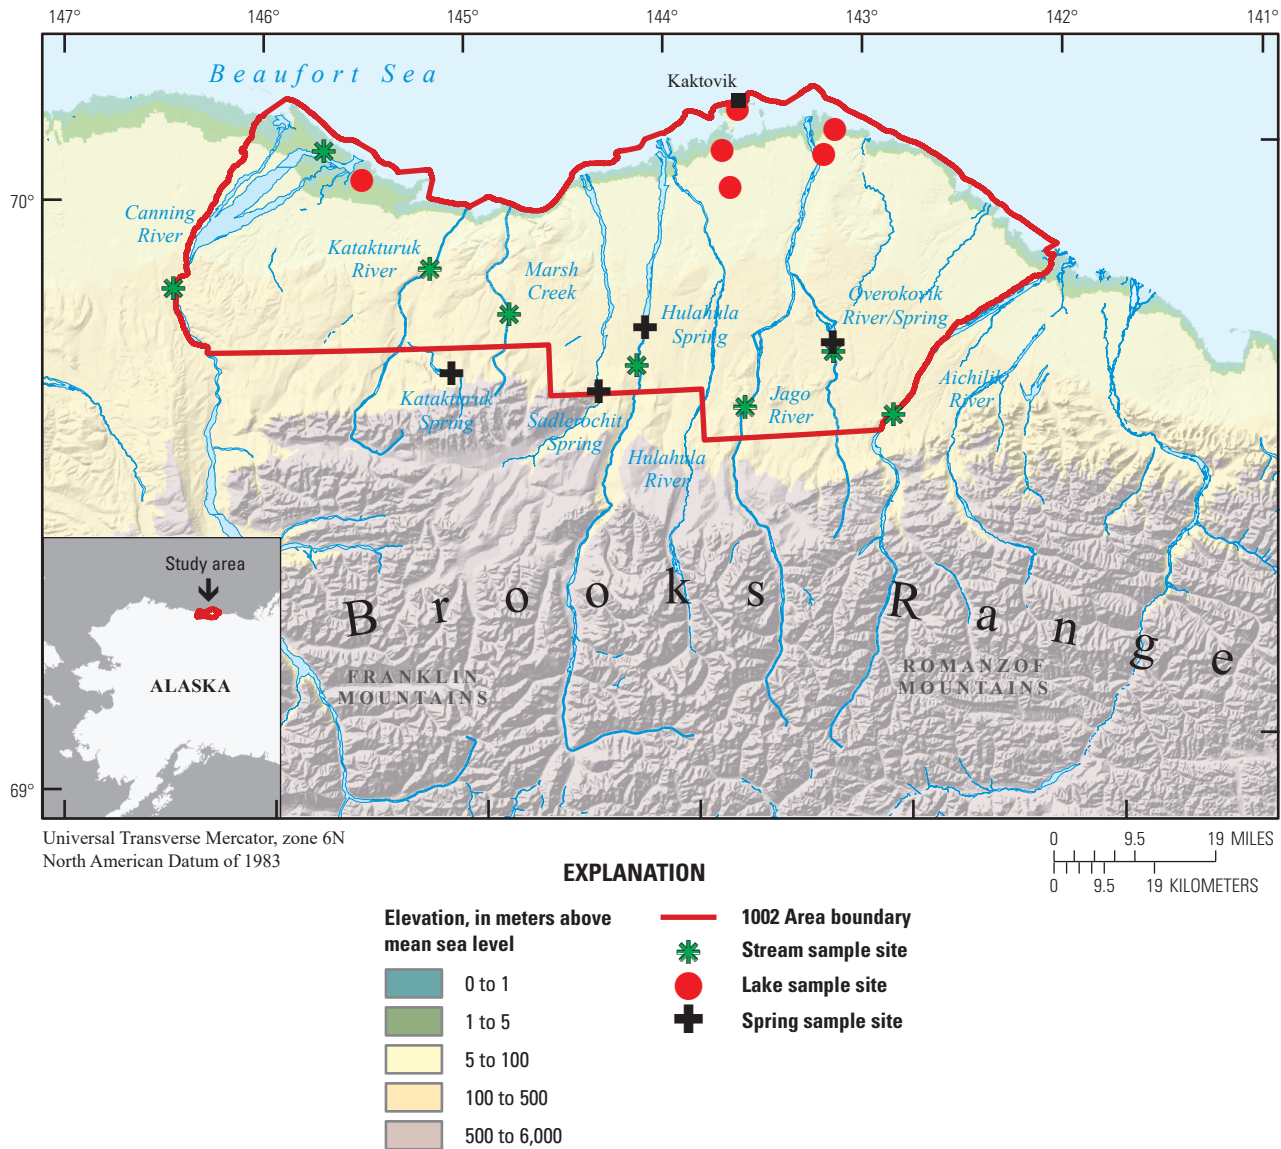 147°
146°
145°
144°
143°
142°
141°
Beaufort Sea
Kaktovik
70°
Canning
River
Katakturuk
River
Marsh
Creek
Hulahula
Spring
Overokovik
River/Spring
Katakturuk
Spring
Sadlerochit
Spring
Hulahula
River
Jago
River
Aichilik
River
Brooks Range
FRANKLIN
MOUNTAINS
ROMANZOF
MOUNTAINS
Study area
ALASKA
69°
Universal Transverse Mercator, zone 6N
North American Datum of 1983
0 9.5 19 MILES
0 9.5 19 KILOMETERS
EXPLANATION
Elevation, in meters above
mean sea level
0 to 1
1 to 5
5 to 100
100 to 500
500 to 6,000
1002 Area boundary
Stream sample site
Lake sample site
Spring sample site